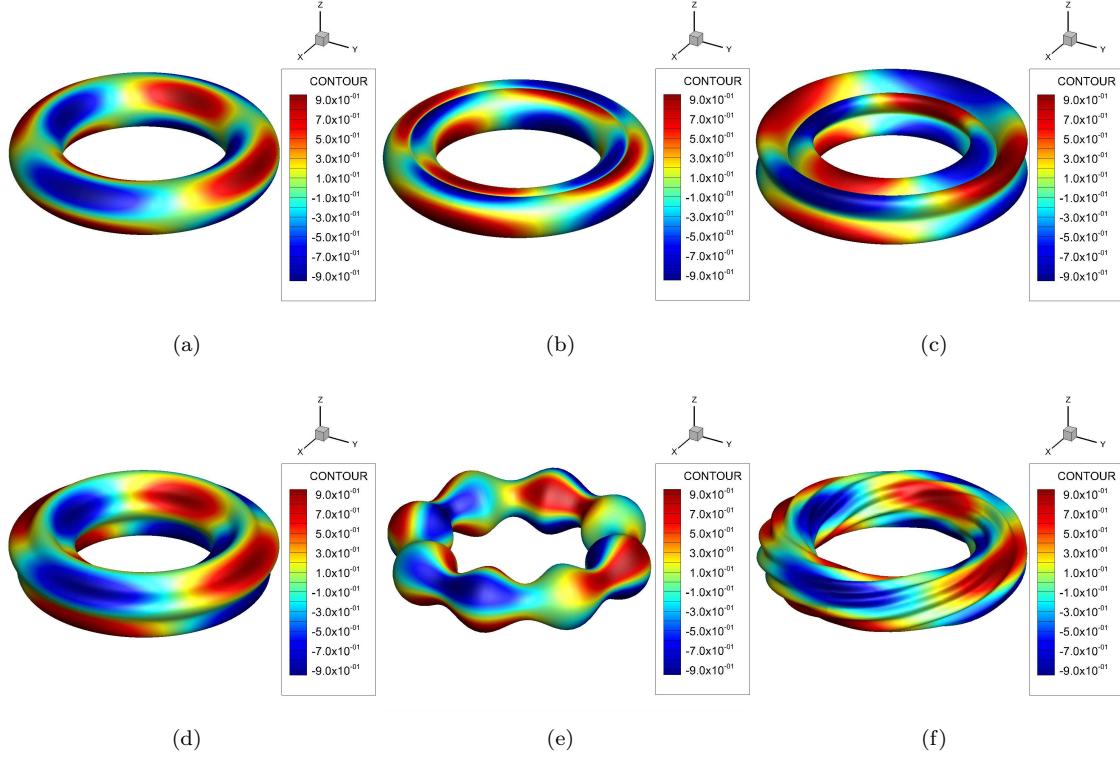 Z
X
Y
CONTOUR
9.0x10⁻⁰¹
7.0x10⁻⁰¹
5.0x10⁻⁰¹
3.0x10⁻⁰¹
1.0x10⁻⁰¹
-1.0x10⁻⁰¹
-3.0x10⁻⁰¹
-5.0x10⁻⁰¹
-7.0x10⁻⁰¹
-9.0x10⁻⁰¹
(a)
Z
X
Y
CONTOUR
9.0x10⁻⁰¹
7.0x10⁻⁰¹
5.0x10⁻⁰¹
3.0x10⁻⁰¹
1.0x10⁻⁰¹
-1.0x10⁻⁰¹
-3.0x10⁻⁰¹
-5.0x10⁻⁰¹
-7.0x10⁻⁰¹
-9.0x10⁻⁰¹
(b)
Z
X
Y
CONTOUR
9.0x10⁻⁰¹
7.0x10⁻⁰¹
5.0x10⁻⁰¹
3.0x10⁻⁰¹
1.0x10⁻⁰¹
-1.0x10⁻⁰¹
-3.0x10⁻⁰¹
-5.0x10⁻⁰¹
-7.0x10⁻⁰¹
-9.0x10⁻⁰¹
(c)
Z
X
Y
CONTOUR
9.0x10⁻⁰¹
7.0x10⁻⁰¹
5.0x10⁻⁰¹
3.0x10⁻⁰¹
1.0x10⁻⁰¹
-1.0x10⁻⁰¹
-3.0x10⁻⁰¹
-5.0x10⁻⁰¹
-7.0x10⁻⁰¹
-9.0x10⁻⁰¹
(d)
Z
X
Y
CONTOUR
9.0x10⁻⁰¹
7.0x10⁻⁰¹
5.0x10⁻⁰¹
3.0x10⁻⁰¹
1.0x10⁻⁰¹
-1.0x10⁻⁰¹
-3.0x10⁻⁰¹
-5.0x10⁻⁰¹
-7.0x10⁻⁰¹
-9.0x10⁻⁰¹
(e)
Z
X
Y
CONTOUR
9.0x10⁻⁰¹
7.0x10⁻⁰¹
5.0x10⁻⁰¹
3.0x10⁻⁰¹
1.0x10⁻⁰¹
-1.0x10⁻⁰¹
-3.0x10⁻⁰¹
-5.0x10⁻⁰¹
-7.0x10⁻⁰¹
-9.0x10⁻⁰¹
(f)